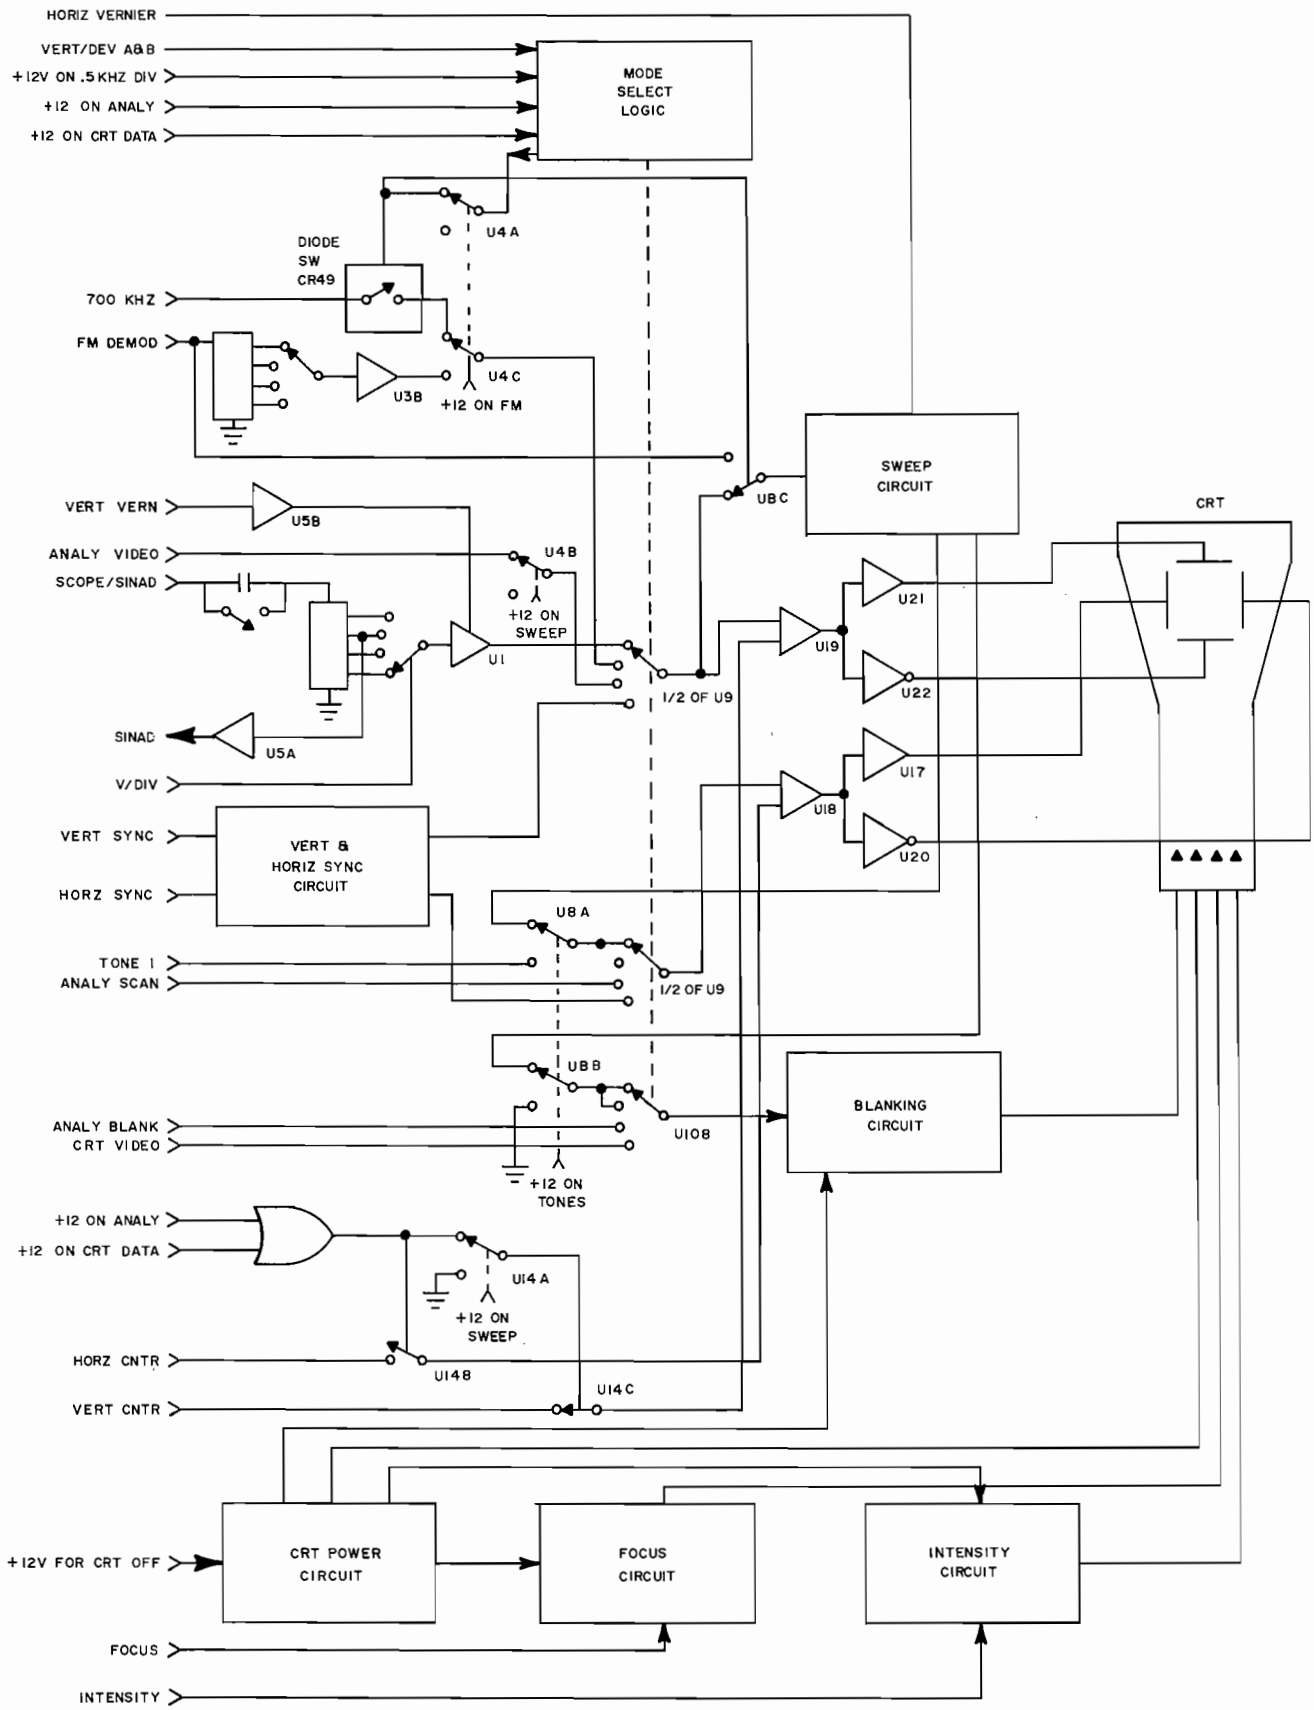 HORIZ VERNIER
VERT/DEV A&B
+12V ON .5KHZ DIV
+12 ON ANALY
+12 ON CRT DATA
MODE
SELECT
LOGIC
U4A
DIODE
SW
CR49
700 KHZ
FM DEMOD
U3B
U4C
+12 ON FM
SWEEP
CIRCUIT
U8C
CRT
VERT VERN
U5B
ANALY VIDEO
U4B
SCOPE/SINAD
+12 ON
SWEEP
U1
U21
U19
U22
1/2 OF U9
SINAD
U5A
V/DIV
U17
U18
U20
VERT SYNC
HORZ SYNC
VERT &
HORIZ SYNC
CIRCUIT
U8A
TONE 1
ANALY SCAN
1/2 OF U9
U8B
ANALY BLANK
CRT VIDEO
U10B
BLANKING
CIRCUIT
+12 ON
TONES
+12 ON ANALY
+12 ON CRT DATA
U14A
+12 ON
SWEEP
HORZ CNTR
U14B
VERT CNTR
U14C
+12V FOR CRT OFF
CRT POWER
CIRCUIT
FOCUS
CIRCUIT
INTENSITY
CIRCUIT
FOCUS
INTENSITY